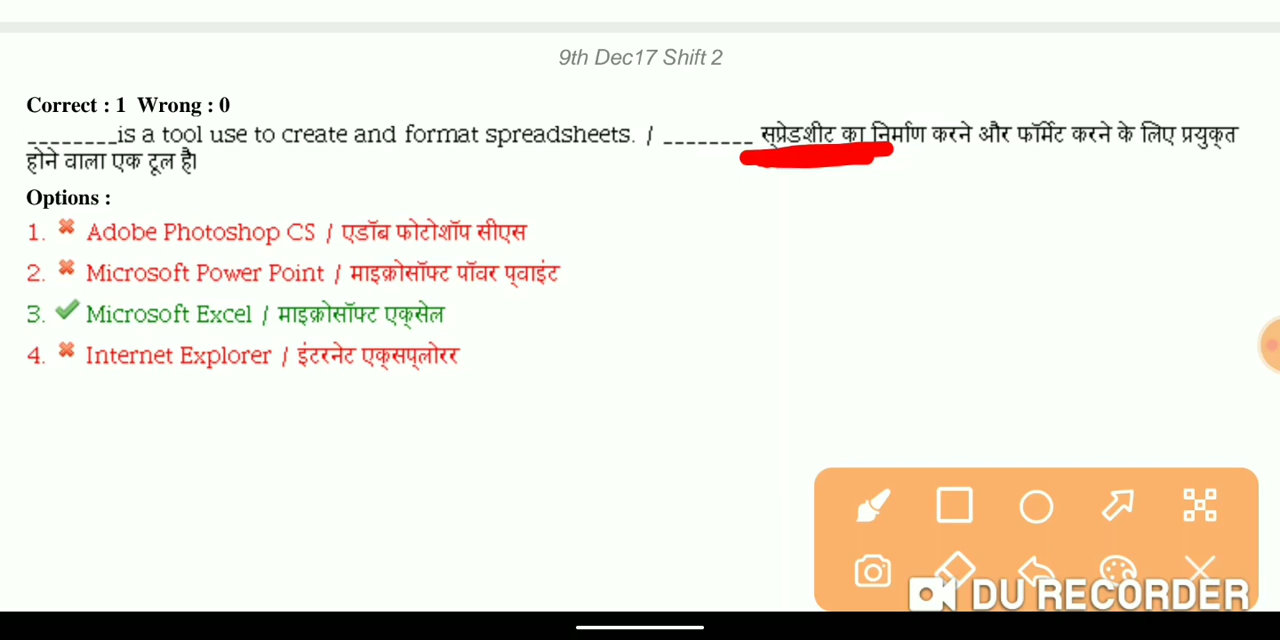 9th Dec17 Shift 2
Correct : 1 Wrong : 0
________is a tool use to create and format spreadsheets. / ________ स्प्रेडशीट का निर्माण करने और फॉर्मेट करने के लिए प्रयुक्त
होने वाला एक टूल है।
Options :
1. Adobe Photoshop CS / एडॉब फोटोशॉप सीएस
2. Microsoft Power Point / माइक्रोसॉफ्ट पॉवर प्वाइंट
3. Microsoft Excel / माइक्रोसॉफ्ट एक्सेल
4. Internet Explorer / इंटरनेट एक्सप्लोरर
DU RECORDER